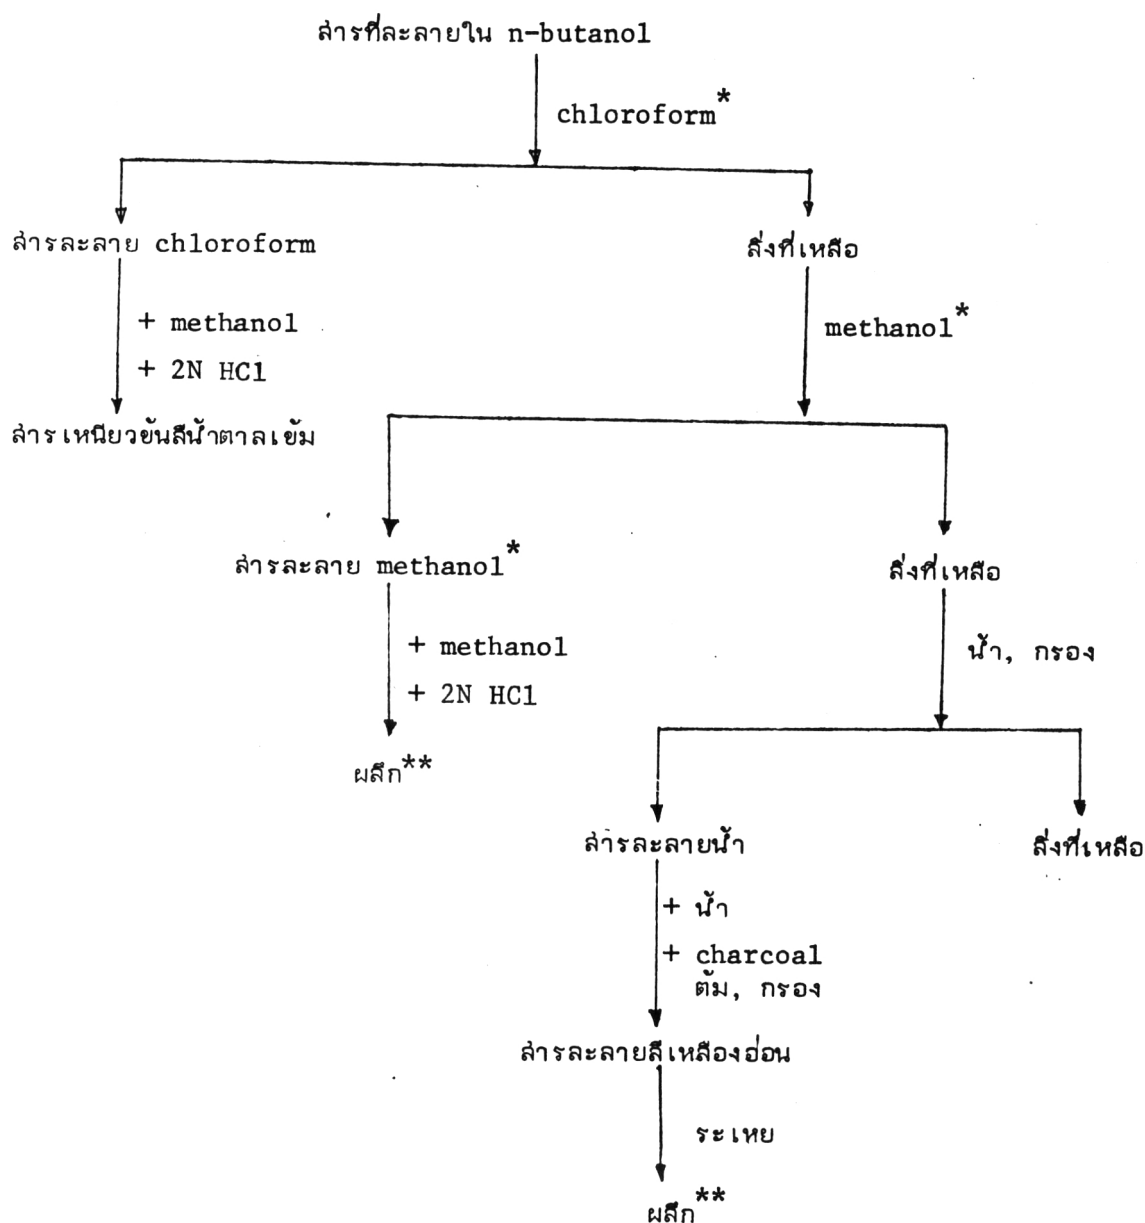 สารที่ละลายใน n-butanol
chloroform*
สารละลาย chloroform
สิ่งที่เหลือ
+ methanol
+ 2N HCl
methanol*
สารเหนียวข้นสีน้ำตาลเข้ม
สารละลาย methanol*
สิ่งที่เหลือ
+ methanol
+ 2N HCl
น้ำ, กรอง
ผลึก**
สารละลายน้ำ
สิ่งที่เหลือ
+ น้ำ
+ charcoal
ต้ม, กรอง
สารละลายสีเหลืองอ่อน
ระเหย
ผลึก**